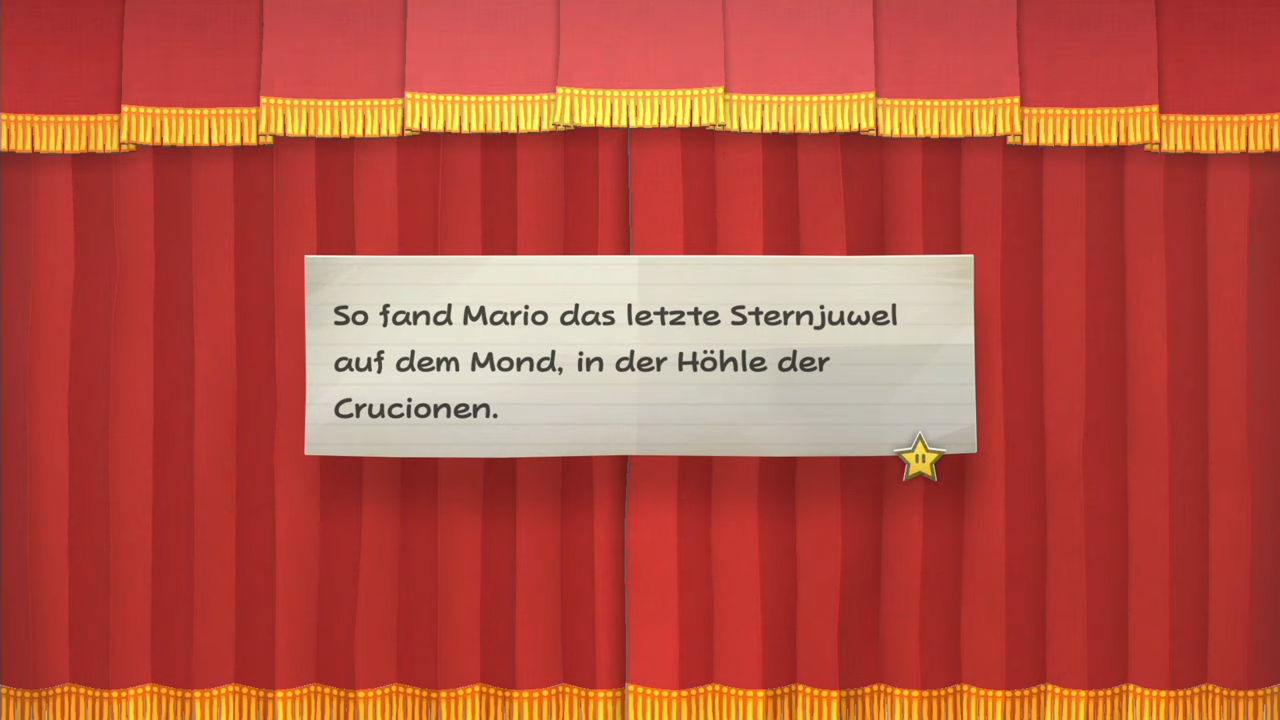 So fand Mario das letzte Sternjuwel
auf dem Mond, in der Höhle der
Crucionen.